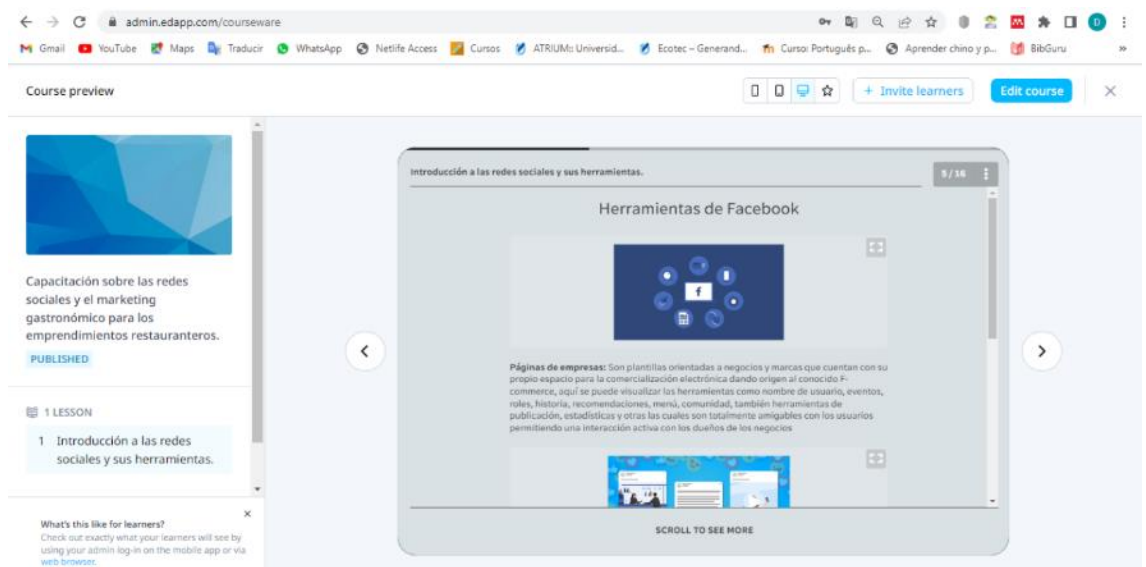 admin.edapp.com/courseware
Gmail YouTube Maps Traducir WhatsApp Netlife Access Cursos ATRIUM:: Universid... Ecotec – Generand... Curso: Portugués p... Aprender chino y p... BibGuru »
Course preview
+ Invite learners
Edit course
Capacitación sobre las redes
sociales y el marketing
gastronómico para los
emprendimientos restauranteros.
PUBLISHED
1 LESSON
1 Introducción a las redes
sociales y sus herramientas.
What's this like for learners?
Check out exactly what your learners will see by
using your admin log-in on the mobile app or via
web browser.
Introducción a las redes sociales y sus herramientas.
5 / 16
Herramientas de Facebook
f
Páginas de empresas: Son plantillas orientadas a negocios y marcas que cuentan con su
propio espacio para la comercialización electrónica dando origen al conocido F-
commerce, aquí se puede visualizar las herramientas como nombre de usuario, eventos,
roles, historia, recomendaciones, menú, comunidad, también herramientas de
publicación, estadísticas y otras las cuales son totalmente amigables con los usuarios
permitiendo una interacción activa con los dueños de los negocios
SCROLL TO SEE MORE